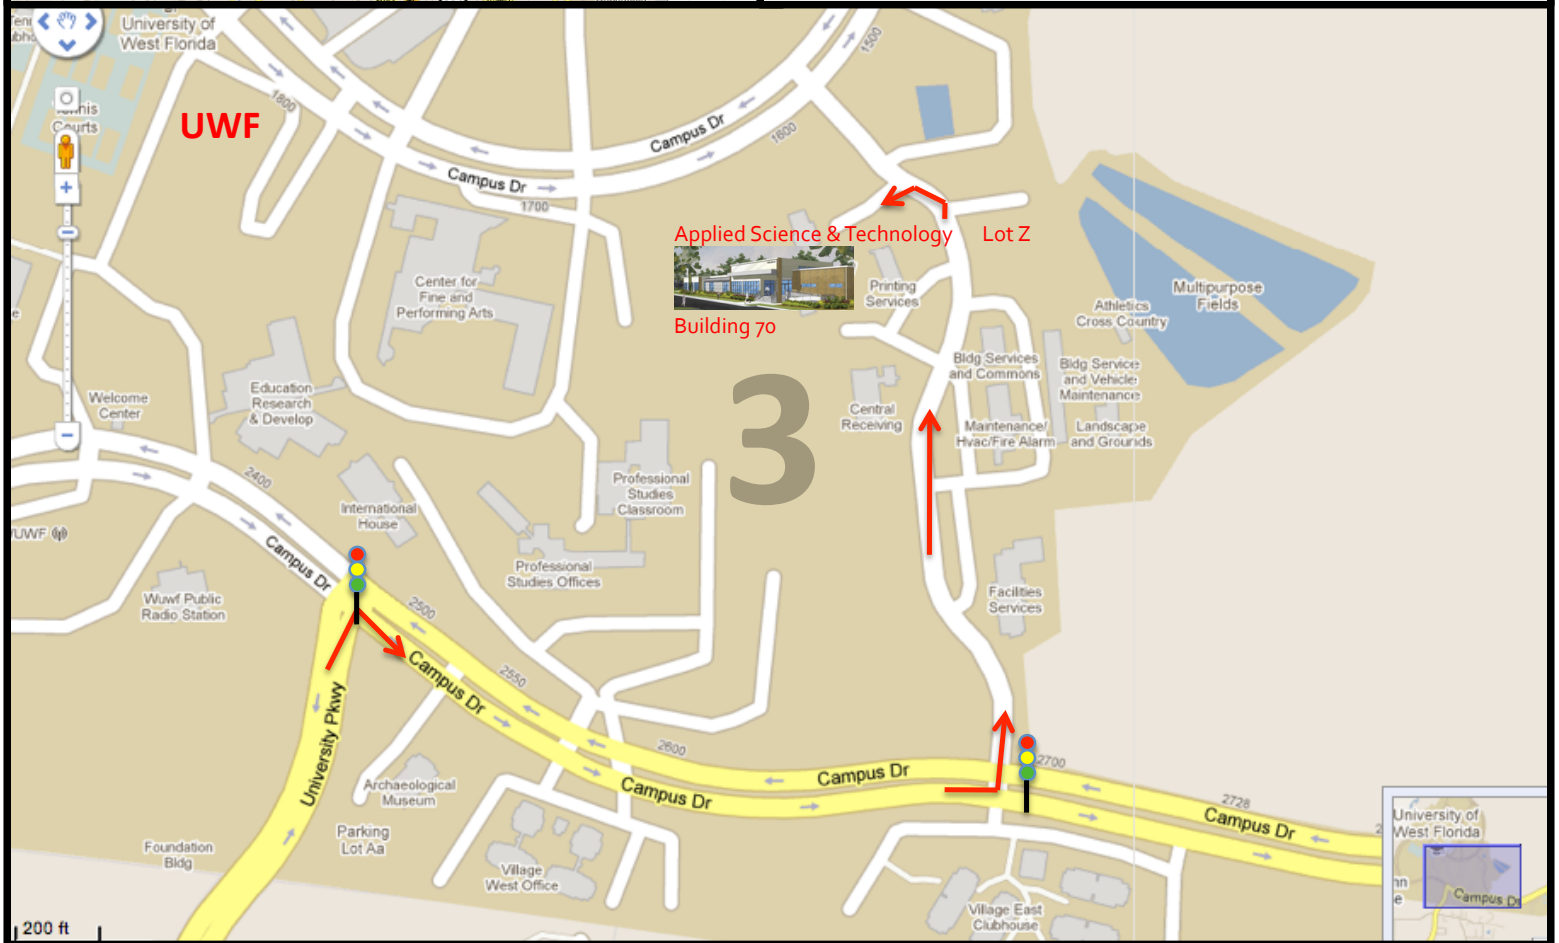 University of
West Florida
Courts
UWF
1800
Campus Dr
1700
Campus Dr
1600
1500
Applied Science & Technology
Lot Z
Building 70
Printing
Services
Center for
Fine and
Performing Arts
Multipurpose
Fields
Athletics
Cross Country
Bldg Services
and Commons
Bldg Service
and Vehicle
Maintenance
Education
Research
& Develop
Welcome
Center
3
Central
Receiving
Maintenance/
Hvac/Fire Alarm
Landscape
and Grounds
2400
International
House
Professional
Studies
Classroom
Campus Dr
Professional
Studies Offices
Wuwf Public
Radio Station
Facilities
Services
2500
2550
Campus Dr
University Pkwy
2600
Campus Dr
Campus Dr
2700
2728
Campus Dr
Archaeological
Museum
Parking
Lot Aa
Foundation
Bldg
Village
West Office
Village East
Clubhouse
University of
West Florida
Campus Dr
200 ft